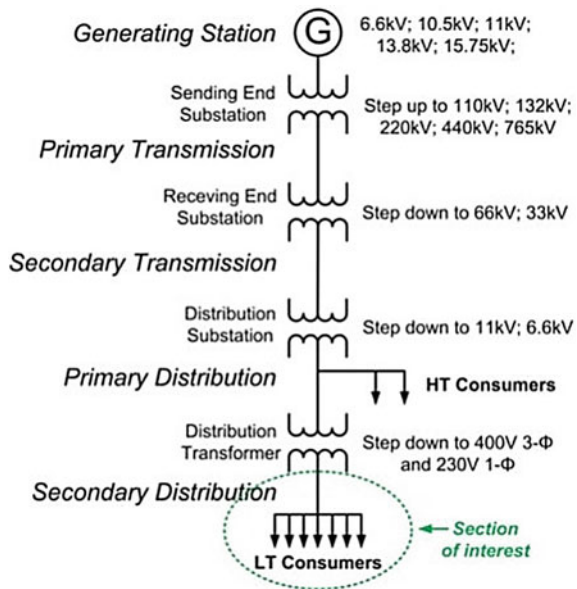 Generating Station
G
6.6kV; 10.5kV; 11kV;
13.8kV; 15.75kV;
Sending End
Substation
Step up to 110kV; 132kV;
220kV; 440kV; 765kV
Primary Transmission
Receving End
Substation
Step down to 66kV; 33kV
Secondary Transmission
Distribution
Substation
Step down to 11kV; 6.6kV
Primary Distribution
HT Consumers
Distribution
Transformer
Step down to 400V 3-Φ
and 230V 1-Φ
Secondary Distribution
LT Consumers
Section
of interest